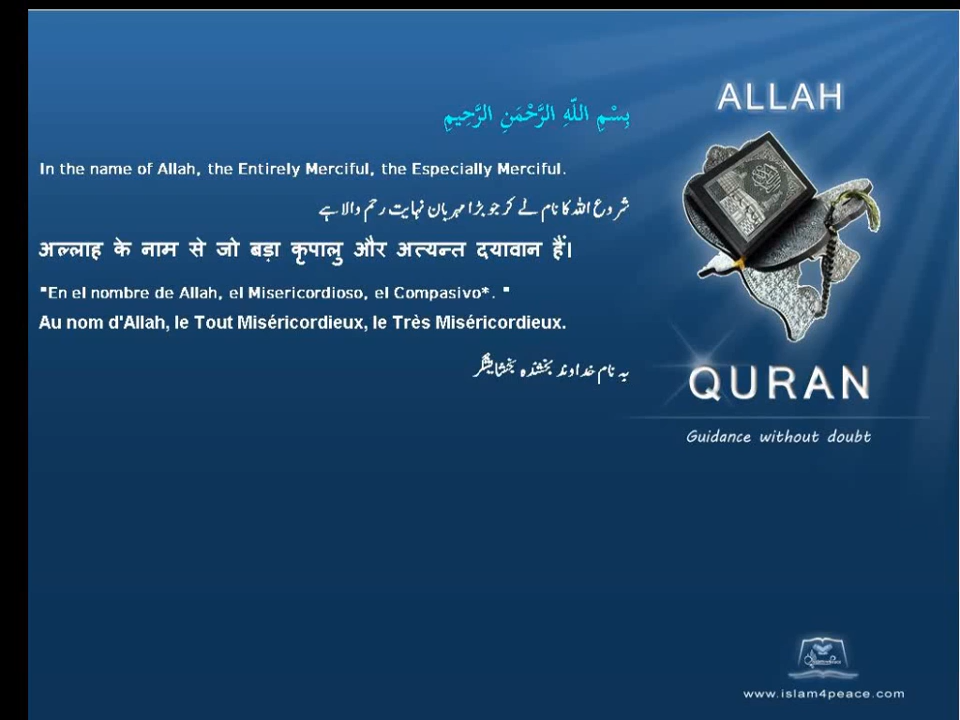 بِسْمِ اللّهِ الرَّحْمَنِ الرَّحِيمِ
In the name of Allah, the Entirely Merciful, the Especially Merciful.
شروع اللہ کا نام لے کر جو بڑا مہربان نہایت رحم والا ہے
अल्लाह के नाम से जो बड़ा कृपालु और अत्यन्त दयावान हैं।
"En el nombre de Allah, el Misericordioso, el Compasivo*. "
Au nom d'Allah, le Tout Miséricordieux, le Très Miséricordieux.
به نام خداوند بخشنده بخشایشگر
ALLAH
QURAN
Guidance without doubt
www.islam4peace.com